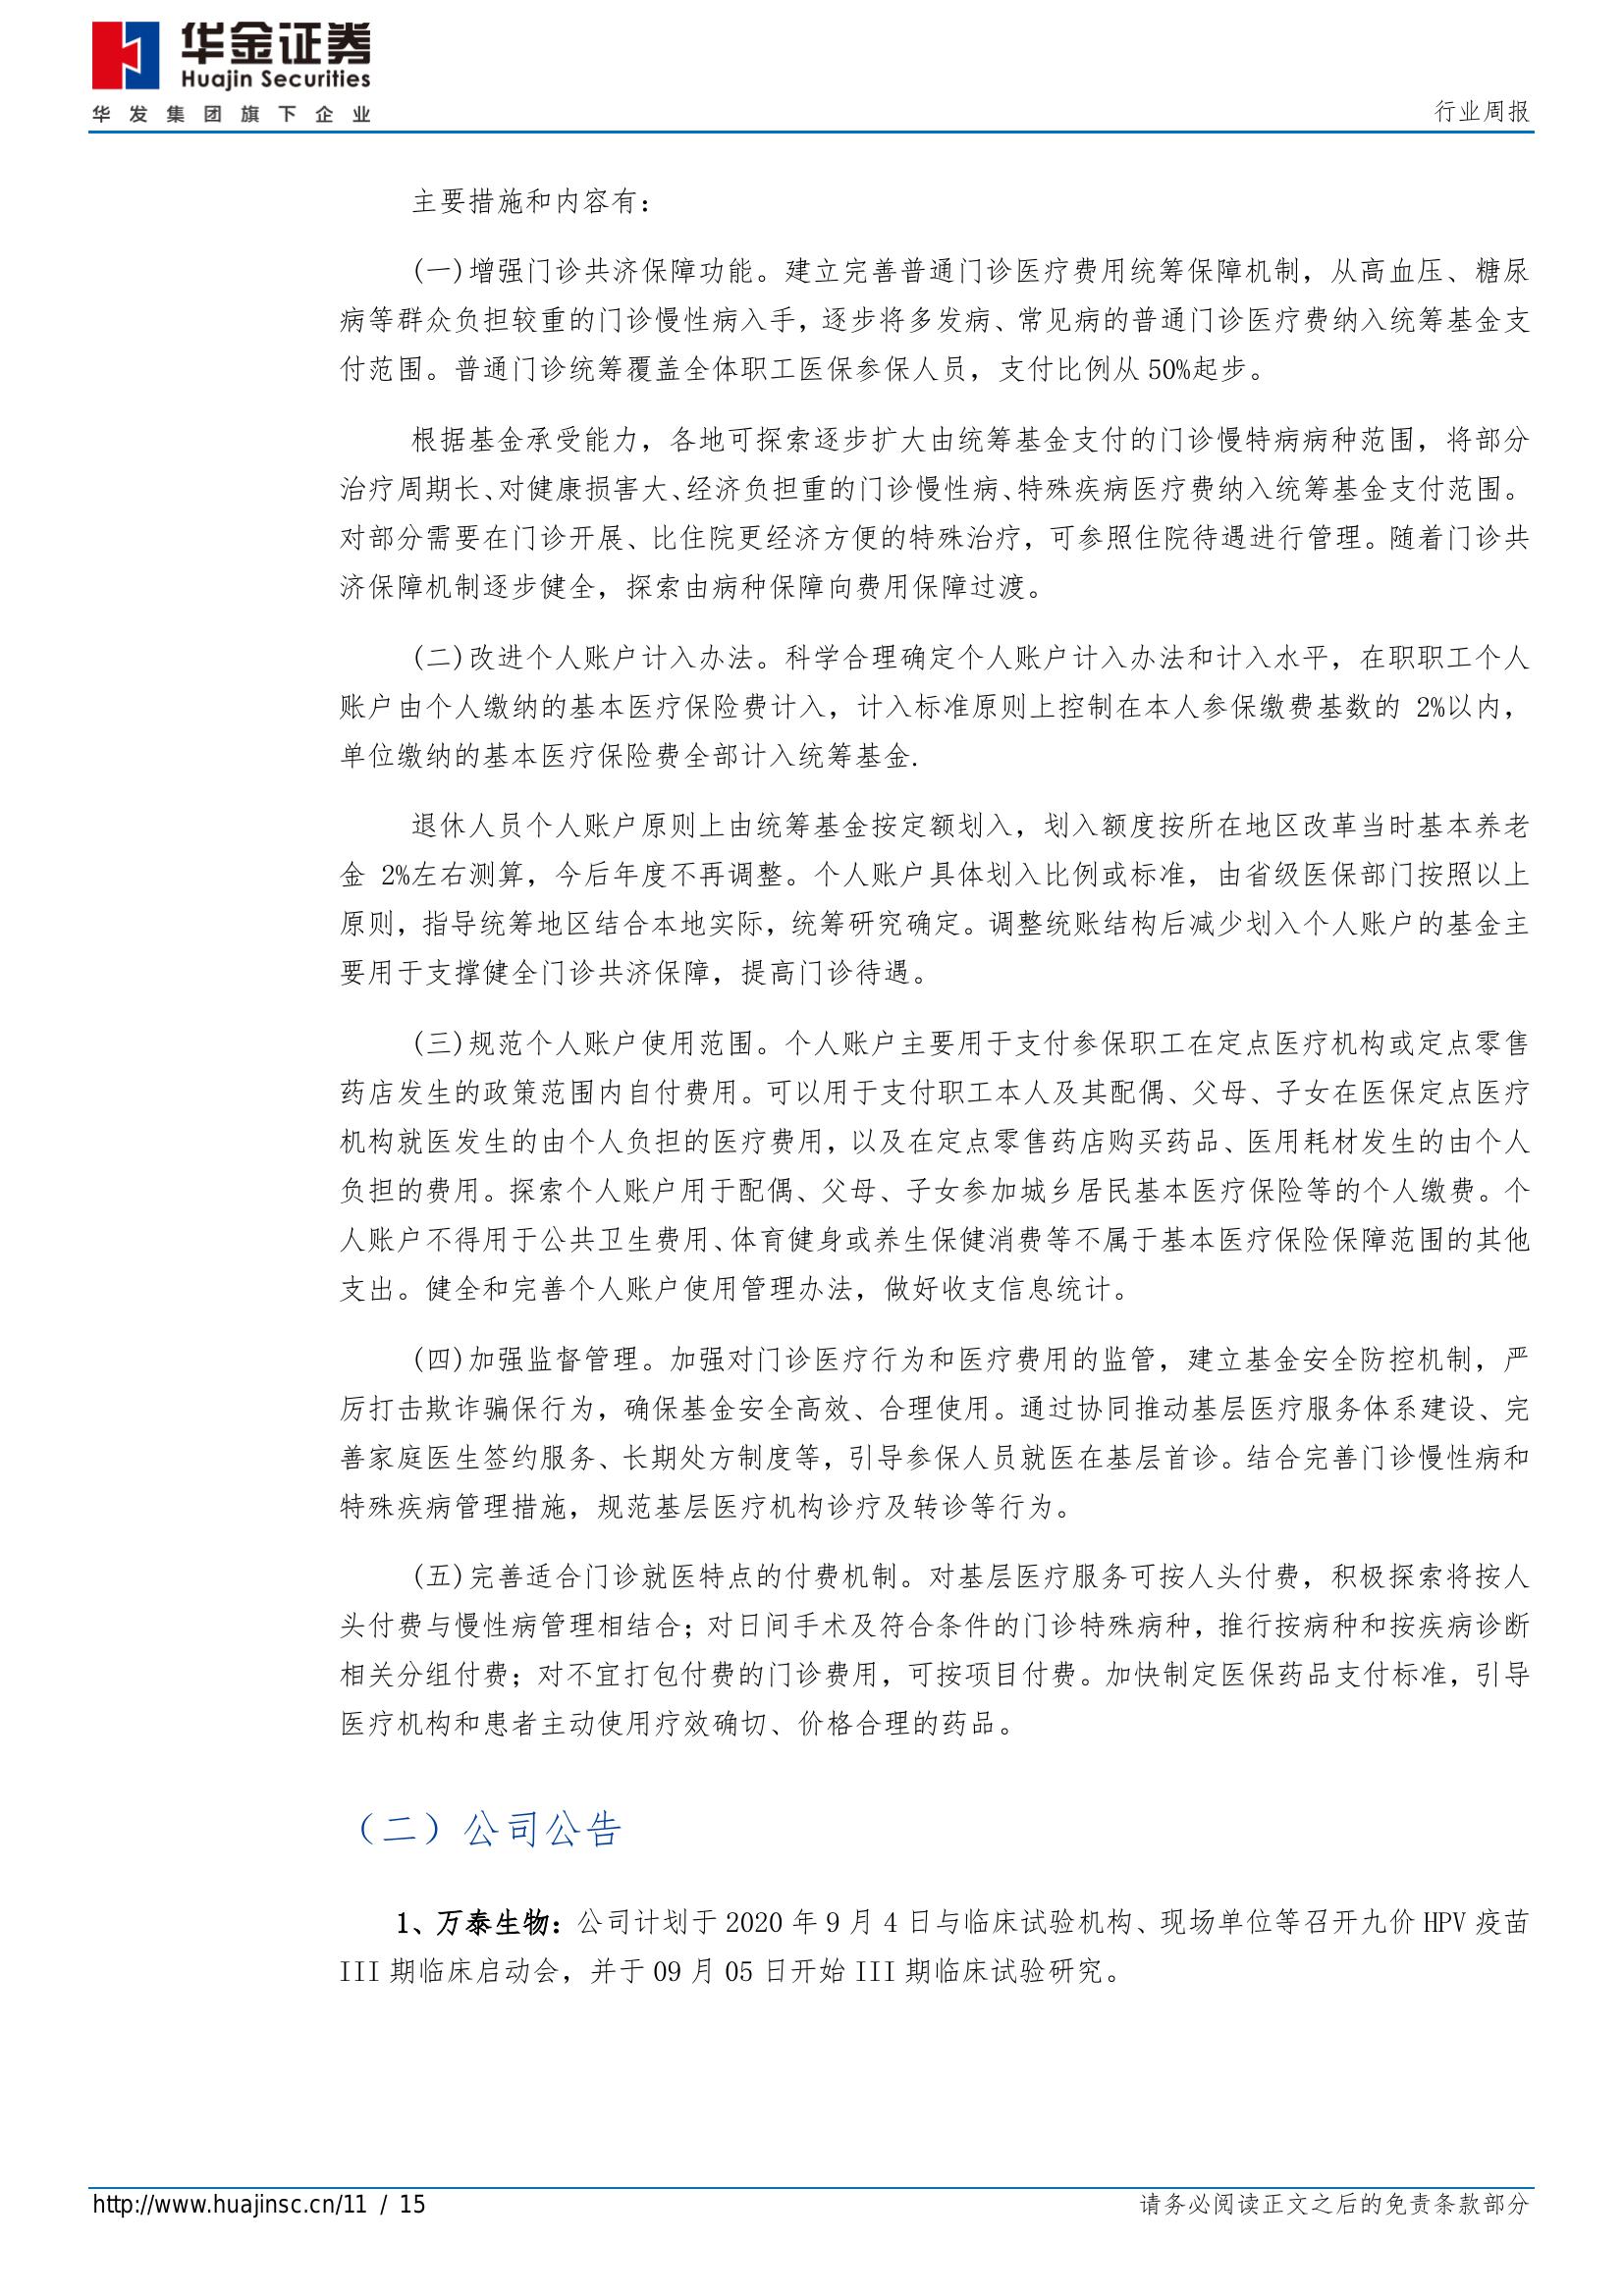 华金证券
Huajin Securities
华发集团旗下企业
行业周报
主要措施和内容有：
(一)增强门诊共济保障功能。建立完善普通门诊医疗费用统筹保障机制，从高血压、糖尿
病等群众负担较重的门诊慢性病入手，逐步将多发病、常见病的普通门诊医疗费纳入统筹基金支
付范围。普通门诊统筹覆盖全体职工医保参保人员，支付比例从 50%起步。
根据基金承受能力，各地可探索逐步扩大由统筹基金支付的门诊慢特病病种范围，将部分
治疗周期长、对健康损害大、经济负担重的门诊慢性病、特殊疾病医疗费纳入统筹基金支付范围。
对部分需要在门诊开展、比住院更经济方便的特殊治疗，可参照住院待遇进行管理。随着门诊共
济保障机制逐步健全，探索由病种保障向费用保障过渡。
(二)改进个人账户计入办法。科学合理确定个人账户计入办法和计入水平，在职职工个人
账户由个人缴纳的基本医疗保险费计入，计入标准原则上控制在本人参保缴费基数的 2%以内，
单位缴纳的基本医疗保险费全部计入统筹基金.
退休人员个人账户原则上由统筹基金按定额划入，划入额度按所在地区改革当时基本养老
金 2%左右测算，今后年度不再调整。个人账户具体划入比例或标准，由省级医保部门按照以上
原则，指导统筹地区结合本地实际，统筹研究确定。调整统账结构后减少划入个人账户的基金主
要用于支撑健全门诊共济保障，提高门诊待遇。
(三)规范个人账户使用范围。个人账户主要用于支付参保职工在定点医疗机构或定点零售
药店发生的政策范围内自付费用。可以用于支付职工本人及其配偶、父母、子女在医保定点医疗
机构就医发生的由个人负担的医疗费用，以及在定点零售药店购买药品、医用耗材发生的由个人
负担的费用。探索个人账户用于配偶、父母、子女参加城乡居民基本医疗保险等的个人缴费。个
人账户不得用于公共卫生费用、体育健身或养生保健消费等不属于基本医疗保险保障范围的其他
支出。健全和完善个人账户使用管理办法，做好收支信息统计。
(四)加强监督管理。加强对门诊医疗行为和医疗费用的监管，建立基金安全防控机制，严
厉打击欺诈骗保行为，确保基金安全高效、合理使用。通过协同推动基层医疗服务体系建设、完
善家庭医生签约服务、长期处方制度等，引导参保人员就医在基层首诊。结合完善门诊慢性病和
特殊疾病管理措施，规范基层医疗机构诊疗及转诊等行为。
(五)完善适合门诊就医特点的付费机制。对基层医疗服务可按人头付费，积极探索将按人
头付费与慢性病管理相结合；对日间手术及符合条件的门诊特殊病种，推行按病种和按疾病诊断
相关分组付费；对不宜打包付费的门诊费用，可按项目付费。加快制定医保药品支付标准，引导
医疗机构和患者主动使用疗效确切、价格合理的药品。
（二）公司公告
1、万泰生物：公司计划于 2020 年 9 月 4 日与临床试验机构、现场单位等召开九价 HPV 疫苗
III 期临床启动会，并于 09 月 05 日开始 III 期临床试验研究。
http://www.huajinsc.cn/11 / 15
请务必阅读正文之后的免责条款部分